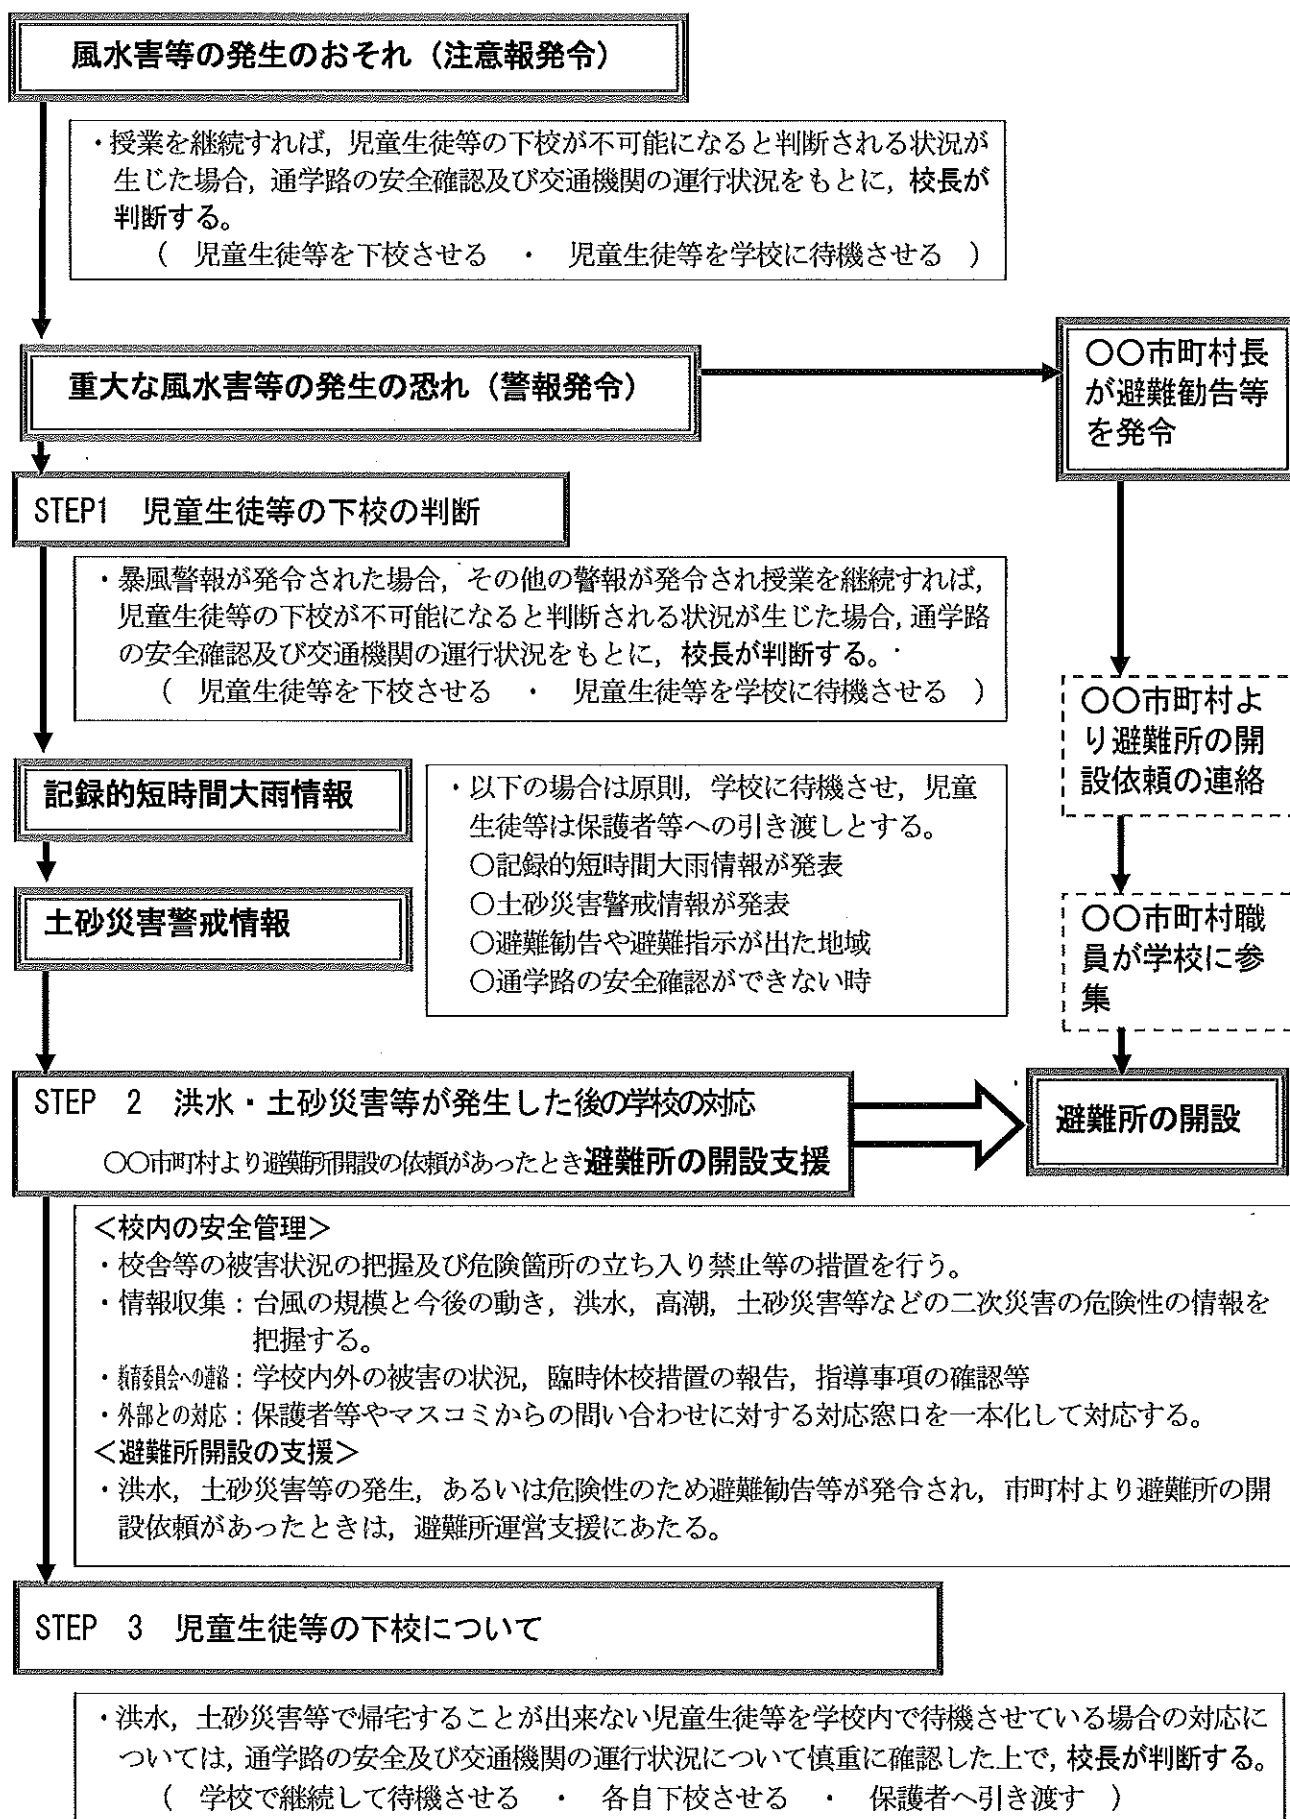 風水害等の発生のおそれ（注意報発令）
・授業を継続すれば，児童生徒等の下校が不可能になると判断される状況が
生じた場合，通学路の安全確認及び交通機関の運行状況をもとに，校長が
判断する。
（　児童生徒等を下校させる　・　児童生徒等を学校に待機させる　）
重大な風水害等の発生の恐れ（警報発令）
〇〇市町村長
が避難勧告等
を発令
STEP1　児童生徒等の下校の判断
・暴風警報が発令された場合，その他の警報が発令され授業を継続すれば，
児童生徒等の下校が不可能になると判断される状況が生じた場合，通学路
の安全確認及び交通機関の運行状況をもとに，校長が判断する。
（　児童生徒等を下校させる　・　児童生徒等を学校に待機させる　）
〇〇市町村よ
り避難所の開
設依頼の連絡
記録的短時間大雨情報
土砂災害警戒情報
・以下の場合は原則，学校に待機させ，児童
生徒等は保護者等への引き渡しとする。
〇記録的短時間大雨情報が発表
〇土砂災害警戒情報が発表
〇避難勧告や避難指示が出た地域
〇通学路の安全確認ができない時
〇〇市町村職
員が学校に参
集
STEP　2　洪水・土砂災害等が発生した後の学校の対応
〇〇市町村より避難所開設の依頼があったとき避難所の開設支援
避難所の開設
＜校内の安全管理＞
・校舎等の被害状況の把握及び危険箇所の立ち入り禁止等の措置を行う。
・情報収集：台風の規模と今後の動き，洪水，高潮，土砂災害等などの二次災害の危険性の情報を
把握する。
・教育委員会への連絡：学校内外の被害の状況，臨時休校措置の報告，指導事項の確認等
・外部との対応：保護者等やマスコミからの問い合わせに対する対応窓口を一本化して対応する。
＜避難所開設の支援＞
・洪水，土砂災害等の発生，あるいは危険性のため避難勧告等が発令され，市町村より避難所の開
設依頼があったときは，避難所運営支援にあたる。
STEP　3　児童生徒等の下校について
・洪水，土砂災害等で帰宅することが出来ない児童生徒等を学校内で待機させている場合の対応に
ついては，通学路の安全及び交通機関の運行状況について慎重に確認した上で，校長が判断する。
（　学校で継続して待機させる　・　各自下校させる　・　保護者へ引き渡す　）